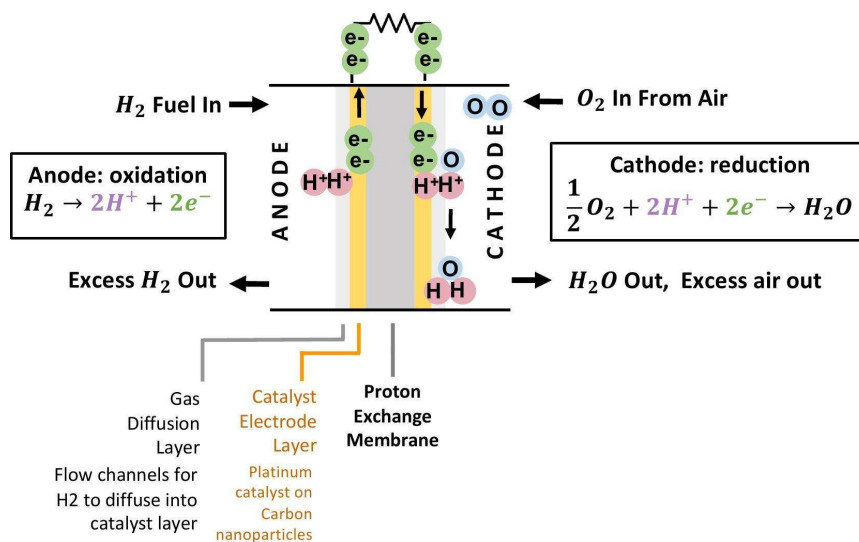 e- e-
e- e-
H₂ Fuel In
O O
O₂ In From Air
e- e-
e- e- O
H⁺H⁺ H⁺H⁺
ANODE
CATHODE
Anode: oxidation
H₂ → 2H⁺ + 2e⁻
Cathode: reduction
1/2 O₂ + 2H⁺ + 2e⁻ → H₂O
O
H H
Excess H₂ Out
H₂O Out, Excess air out
Gas
Diffusion
Layer
Flow channels for
H2 to diffuse into
catalyst layer
Catalyst
Electrode
Layer
Platinum
catalyst on
Carbon
nanoparticles
Proton
Exchange
Membrane